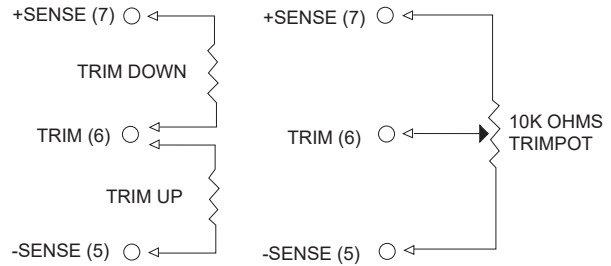 +SENSE (7)
TRIM DOWN
TRIM (6)
TRIM UP
-SENSE (5)
+SENSE (7)
TRIM (6)
10K OHMS
TRIMPOT
-SENSE (5)